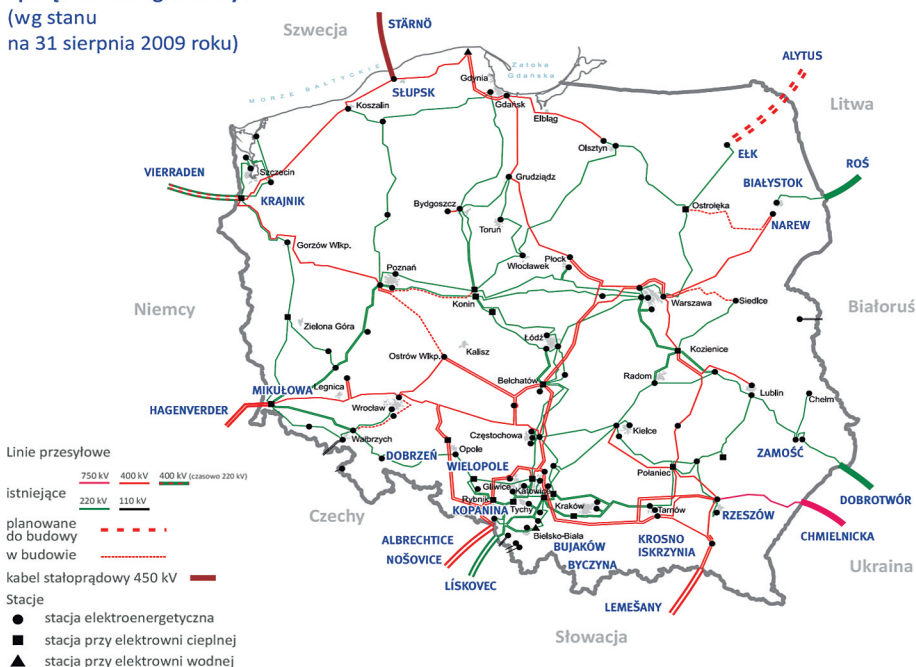 (wg stanu
na 31 sierpnia 2009 roku)
Szwecja
STÄRNÖ
ALYTUS
Zatoka
Gdańska
MORZE BAŁTYCKIE
Gdynia
SŁUPSK
Gdańsk
Koszalin
Elbląg
Litwa
Olsztyn
EŁK
ROŚ
VIERRADEN
Szczecin
Grudziądz
BIAŁYSTOK
KRAJNIK
Bydgoszcz
Ostrołęka
NAREW
Toruń
Gorzów Wlkp.
Płock
Włocławek
Poznań
Niemcy
Konin
Warszawa
Siedlce
Białoruś
Zielona Góra
Łódź
Kalisz
Ostrów Wlkp.
Kozienice
Bełchatów
Radom
MIKUŁOWA
Legnica
Lublin
Chełm
HAGENVERDER
Wrocław
Kielce
Częstochowa
Wałbrzych
Opole
DOBRZEŃ
ZAMOŚĆ
Linie przesyłowe
WIELOPOLE
Połaniec
750 kV
400 kV
400 kV (czasowo 220 kV)
Gliwice
Katowice
DOBROTWÓR
istniejące
Rybnik
Tychy
Kraków
Tarnów
RZESZÓW
220 kV
110 kV
KOPANINA
CHMIELNICKA
planowane
do budowy
Czechy
Bielsko-Biała
ALBRECHTICE
BUJAKÓW
KROSNO
w budowie
NOŠOVICE
BYCZYNA
ISKRZYNIA
Ukraina
kabel stałoprądowy 450 kV
LÍSKOVEC
Stacje
LEMEŠANY
stacja elektroenergetyczna
Słowacja
stacja przy elektrowni cieplnej
stacja przy elektrowni wodnej